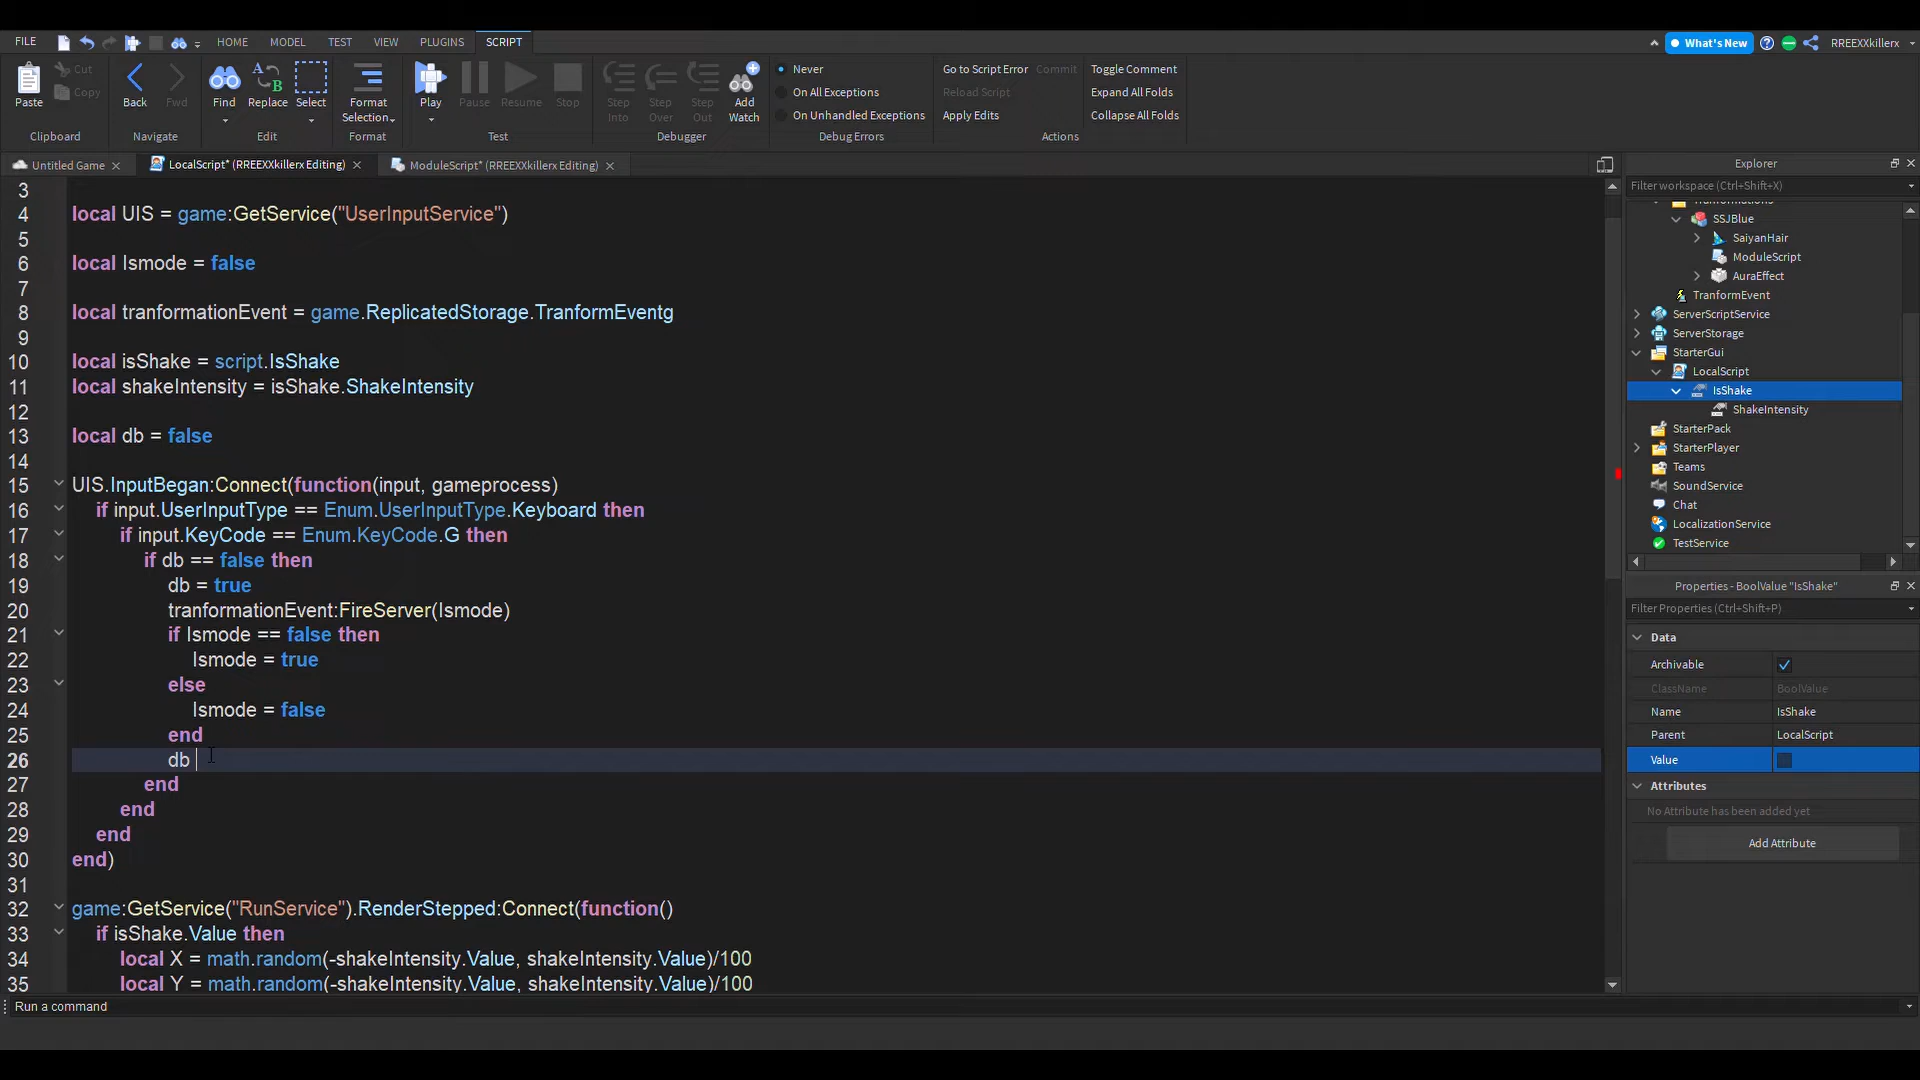 FILE
HOME
MODEL
TEST
VIEW
PLUGINS
SCRIPT
What's New
RREEXXkillerx
Paste
Cut
Copy
Clipboard
Back
Fwd
Navigate
Find
Replace
Select
Edit
Format
Selection
Format
Play
Pause
Resume
Stop
Test
Step
Into
Step
Over
Step
Out
Add
Watch
Debugger
Never
On All Exceptions
On Unhandled Exceptions
Debug Errors
Go to Script Error
Commit
Reload Script
Apply Edits
Toggle Comment
Expand All Folds
Collapse All Folds
Actions
Untitled Game
LocalScript* (RREEXXkillerx Editing)
ModuleScript* (RREEXXkillerx Editing)
3
4 local UIS = game:GetService("UserInputService")
5
6 local Ismode = false
7
8 local tranformationEvent = game.ReplicatedStorage.TranformEventg
9
10 local isShake = script.IsShake
11 local shakeIntensity = isShake.ShakeIntensity
12
13 local db = false
14
15 UIS.InputBegan:Connect(function(input, gameprocess)
16 if input.UserInputType == Enum.UserInputType.Keyboard then
17 if input.KeyCode == Enum.KeyCode.G then
18 if db == false then
19 db = true
20 tranformationEvent:FireServer(Ismode)
21 if Ismode == false then
22 Ismode = true
23 else
24 Ismode = false
25 end
26 db
27 end
28 end
29 end
30 end)
31
32 game:GetService("RunService").RenderStepped:Connect(function()
33 if isShake.Value then
34 local X = math.random(-shakeIntensity.Value, shakeIntensity.Value)/100
35 local Y = math.random(-shakeIntensity.Value, shakeIntensity.Value)/100
Run a command
Explorer
Filter workspace (Ctrl+Shift+X)
Tranformations
SSJBlue
SaiyanHair
ModuleScript
AuraEffect
TranformEvent
ServerScriptService
ServerStorage
StarterGui
LocalScript
IsShake
ShakeIntensity
StarterPack
StarterPlayer
Teams
SoundService
Chat
LocalizationService
TestService
Properties - BoolValue "IsShake"
Filter Properties (Ctrl+Shift+P)
Data
Archivable
ClassName BoolValue
Name IsShake
Parent LocalScript
Value
Attributes
No Attribute has been added yet
Add Attribute